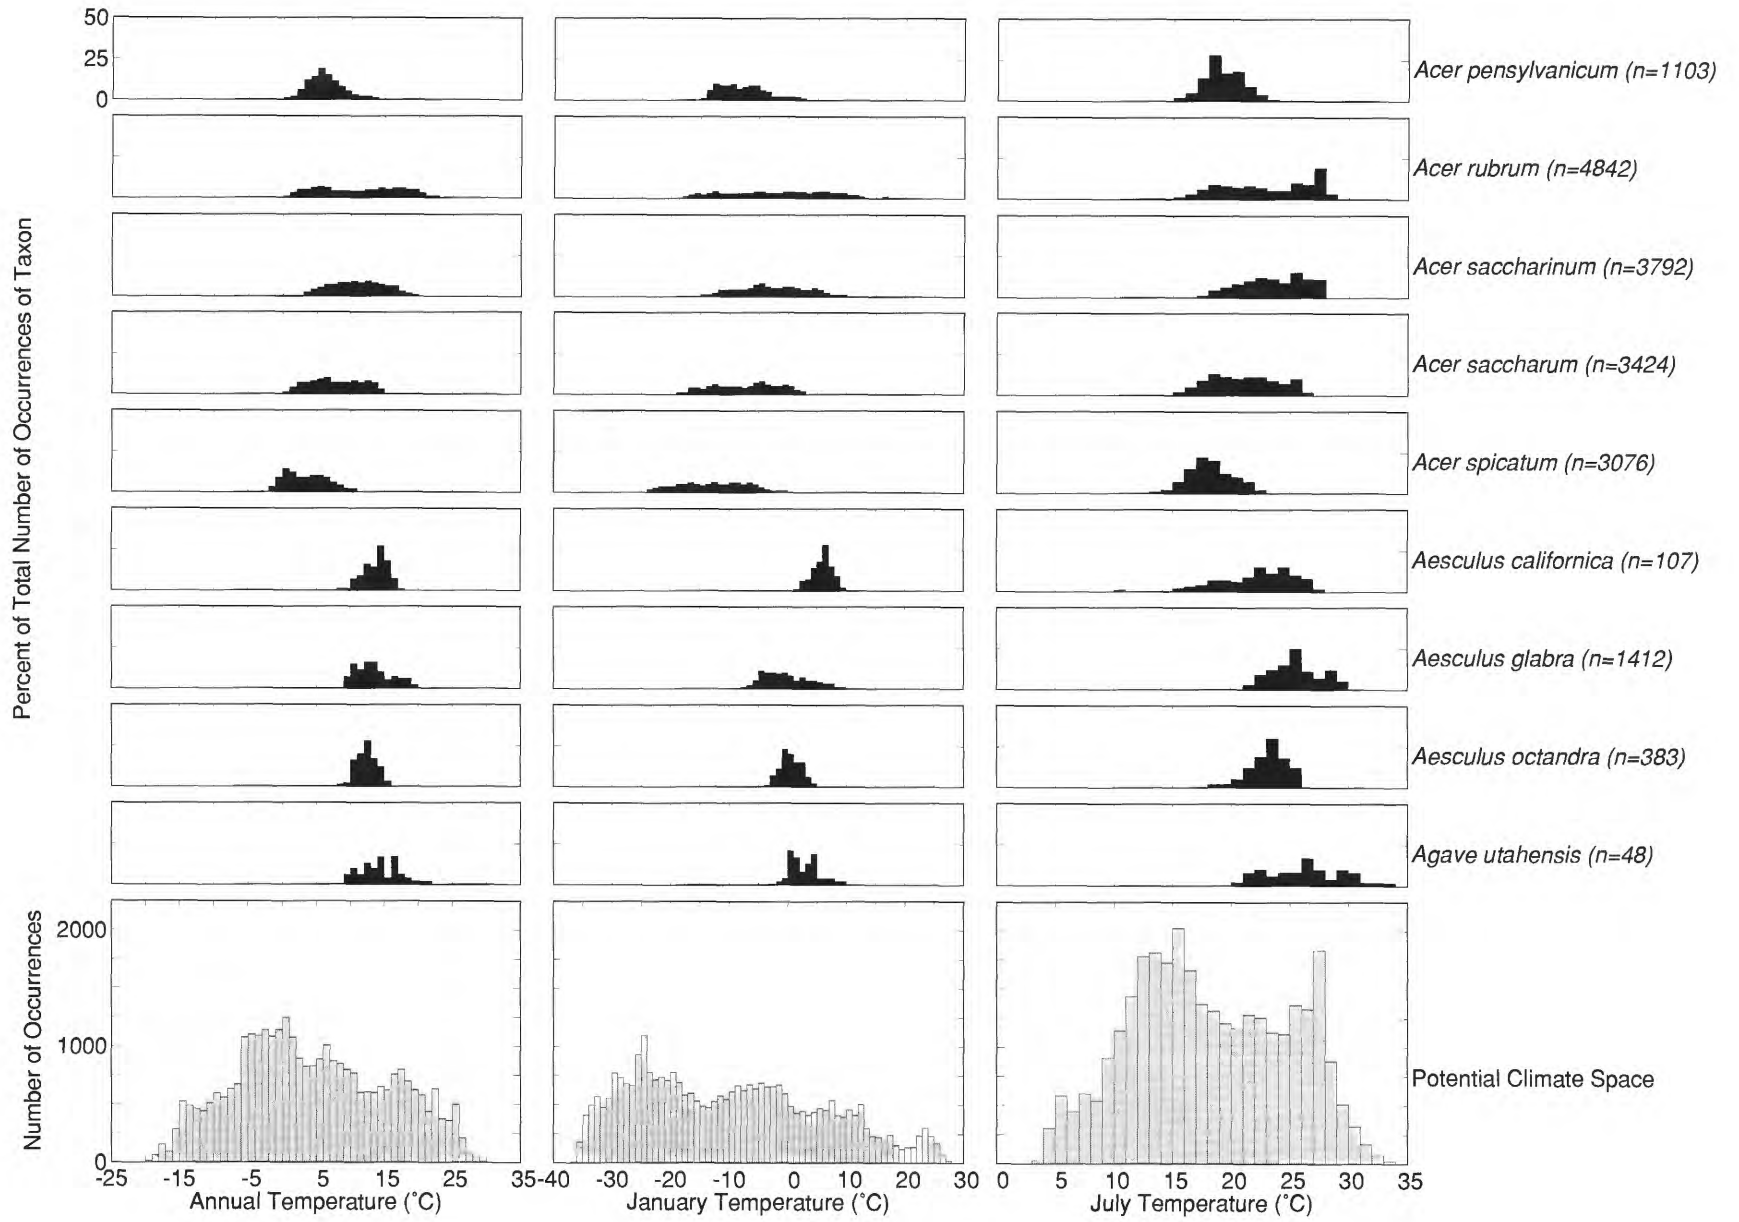 50
25
0
Acer pensylvanicum (n=1103)
Acer rubrum (n=4842)
Acer saccharinum (n=3792)
Acer saccharum (n=3424)
Acer spicatum (n=3076)
Aesculus californica (n=107)
Aesculus glabra (n=1412)
Aesculus octandra (n=383)
Agave utahensis (n=48)
Percent of Total Number of Occurrences of Taxon
Number of Occurrences
2000
1000
0
Potential Climate Space
-25 -15 -5 5 15 25 35
-40 -30 -20 -10 0 10 20 30
0 5 10 15 20 25 30 35
Annual Temperature (°C)
January Temperature (°C)
July Temperature (°C)